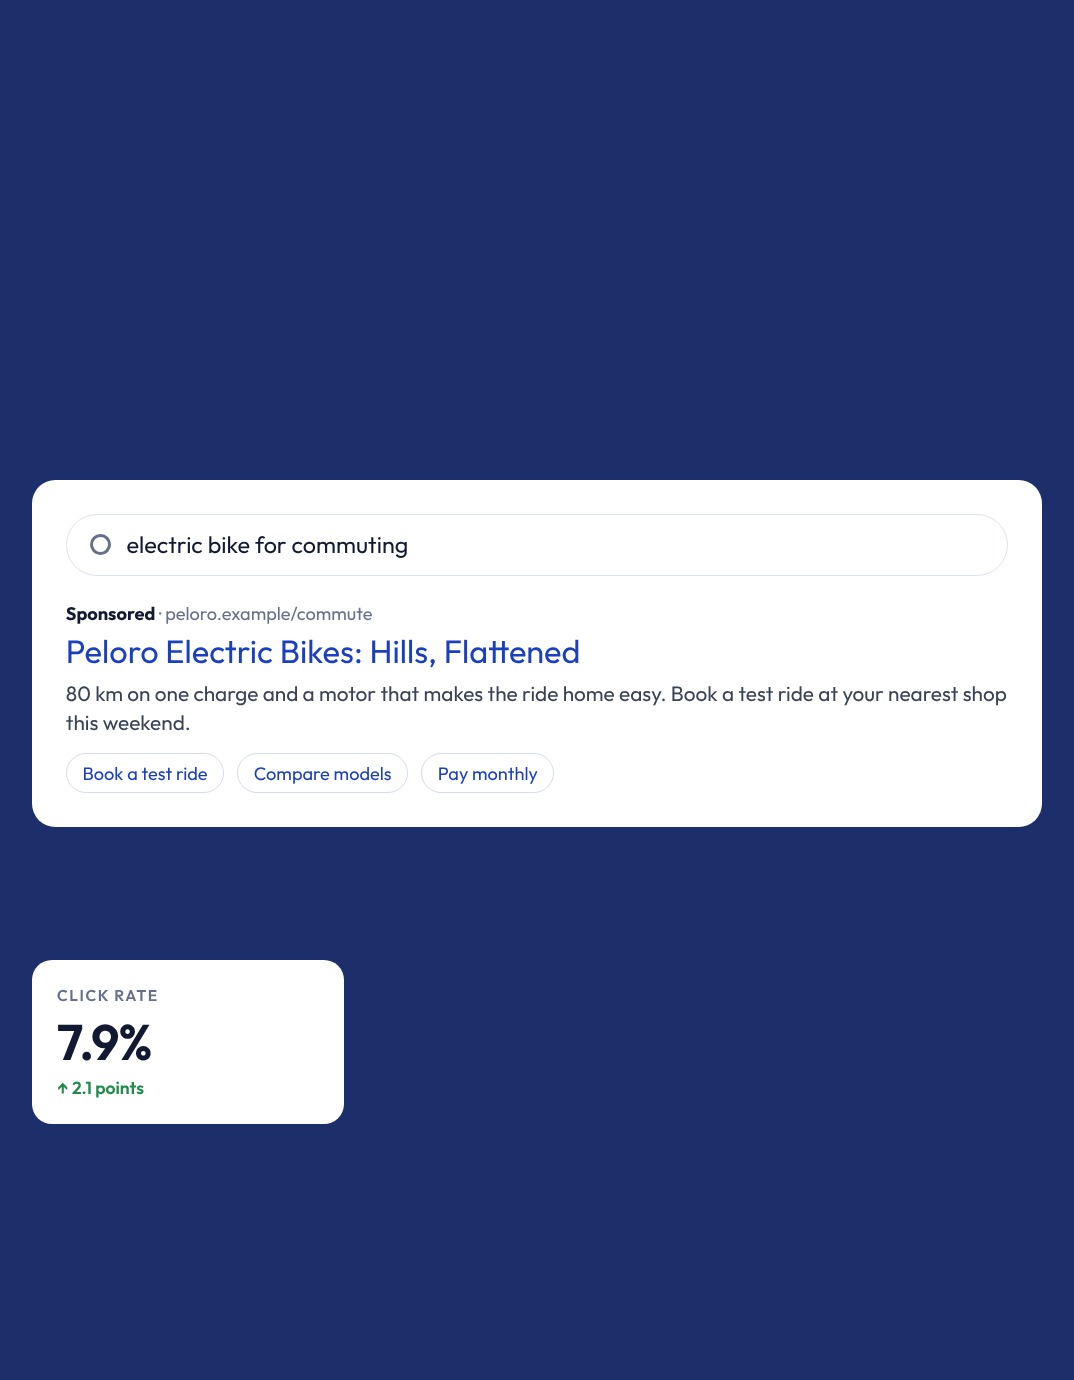 electric bike for commuting
Sponsored · peloro.example/commute
Peloro Electric Bikes: Hills, Flattened
80 km on one charge and a motor that makes the ride home easy. Book a test ride at your nearest shop
this weekend.
Book a test ride
Compare models
Pay monthly
CLICK RATE
7.9%
↑ 2.1 points